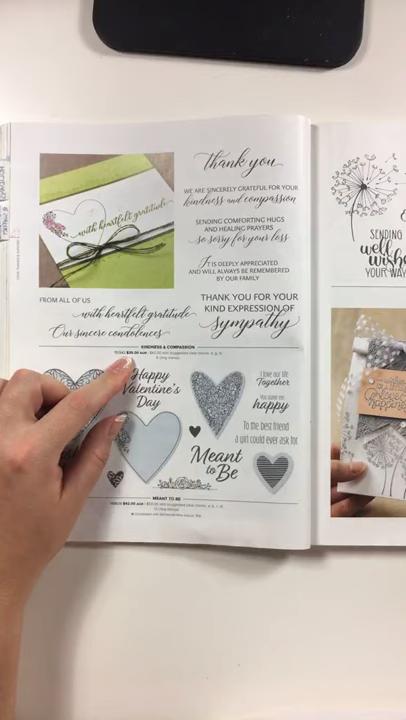 with heartfelt gratitude
thank you
WE ARE SINCERELY GRATEFUL FOR YOUR
kindness and compassion
SENDING COMFORTING HUGS
AND HEALING PRAYERS
so sorry for your loss
IT IS DEEPLY APPRECIATED
AND WILL ALWAYS BE REMEMBERED
BY OUR FAMILY
FROM ALL OF US
with heartfelt gratitude
Our sincere condolences
THANK YOU FOR YOUR
KIND EXPRESSION OF
Sympathy
KINDNESS & COMPASSION
Happy
Valentine's
Day
I love our life
Together
You make me
happy
To the best friend
a girl could ever ask for
Meant
to Be
MEANT TO BE
SENDING
well
wishes
YOUR WAY